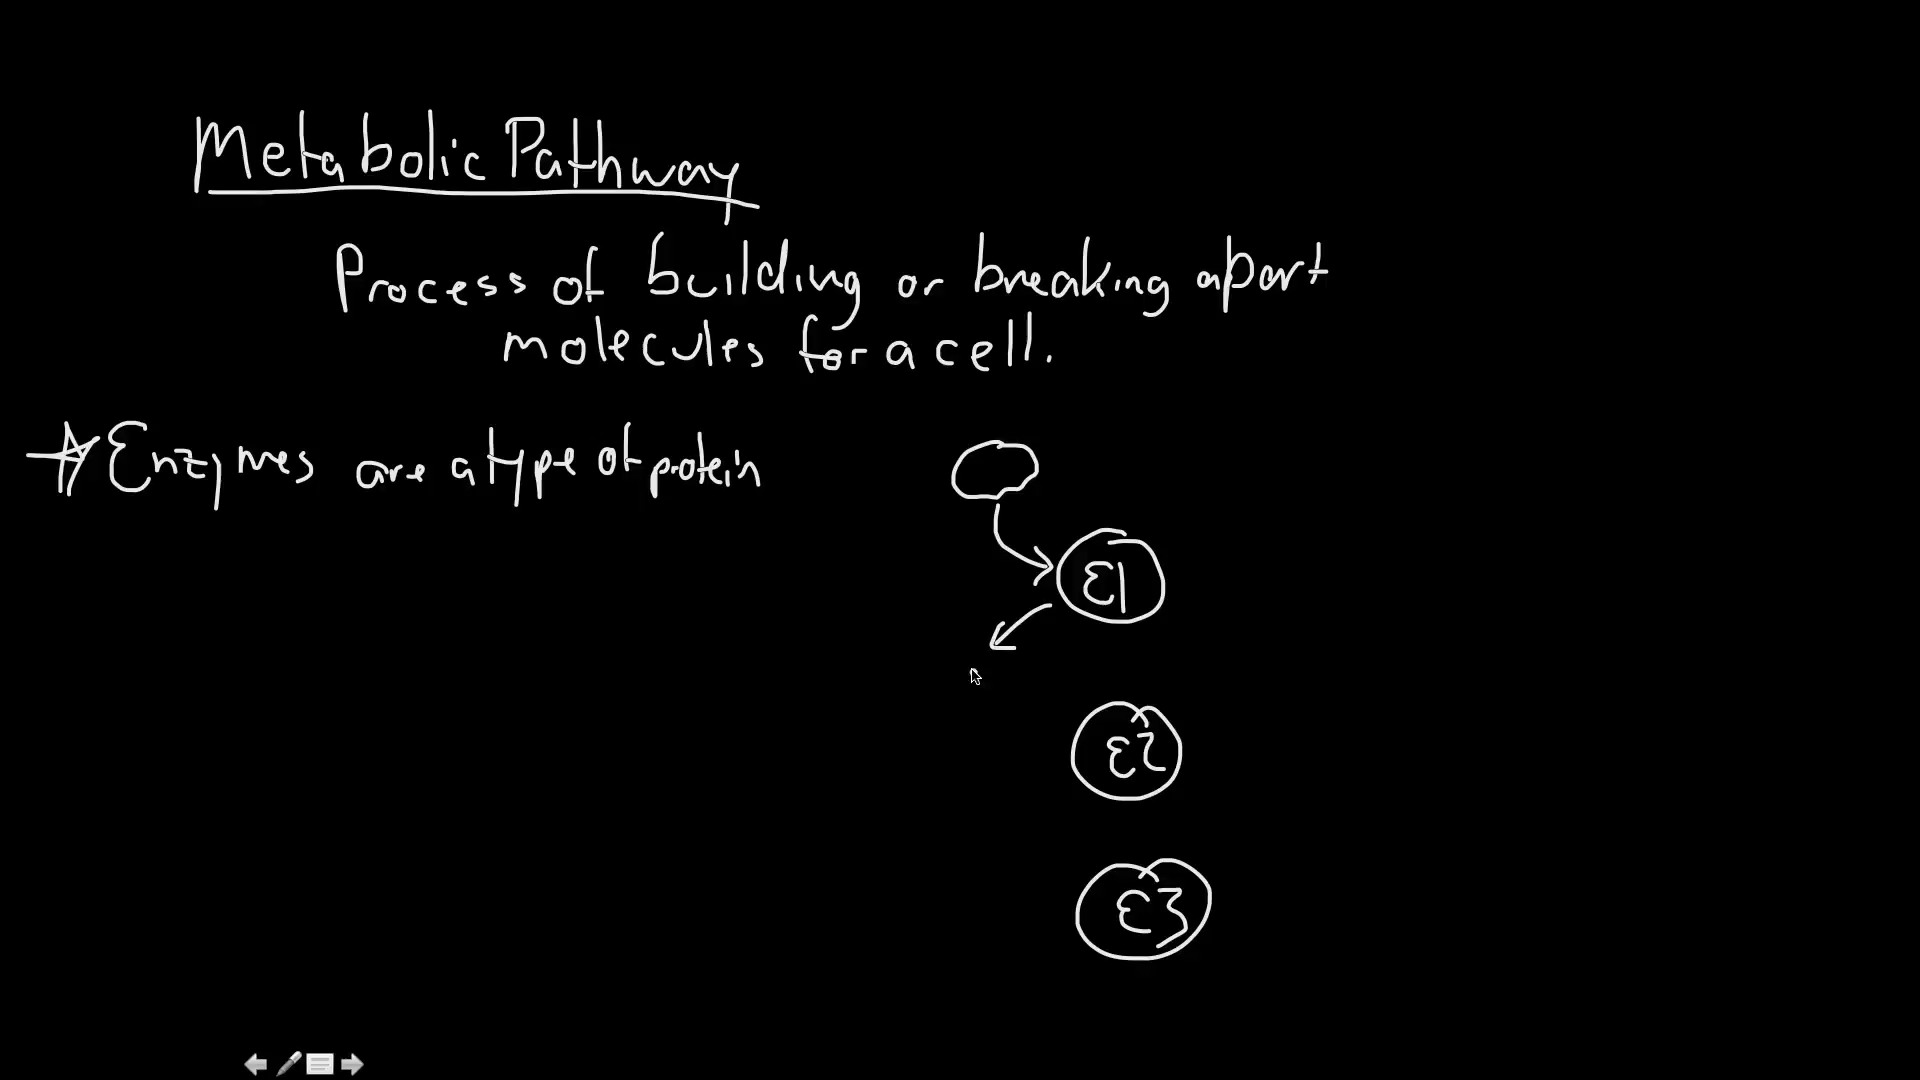 Metabolic Pathway
Process of building or breaking apart
molecules for a cell.
Enzymes are a type of protein
E1
E2
E3